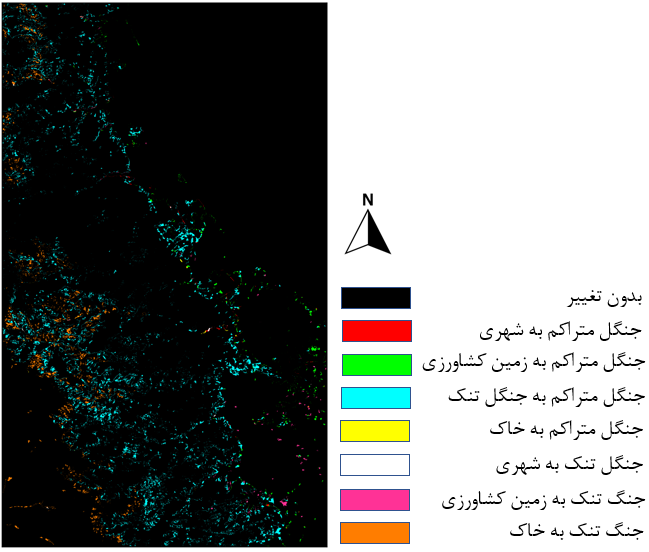 N
بدون تغییر
جنگل متراکم به شهری
جنگل متراکم به زمین کشاورزی
جنگل متراکم به جنگل تنک
جنگل متراکم به خاک
جنگل تنک به شهری
جنگ تنک به زمین کشاورزی
جنگ تنک به خاک